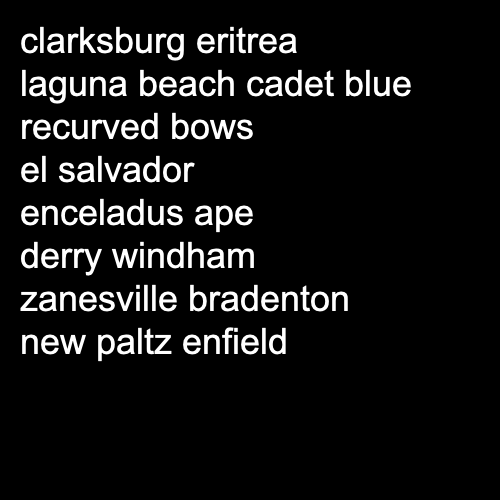 clarksburg eritrea
laguna beach cadet blue
recurved bows
el salvador
enceladus ape
derry windham
zanesville bradenton
new paltz enfield